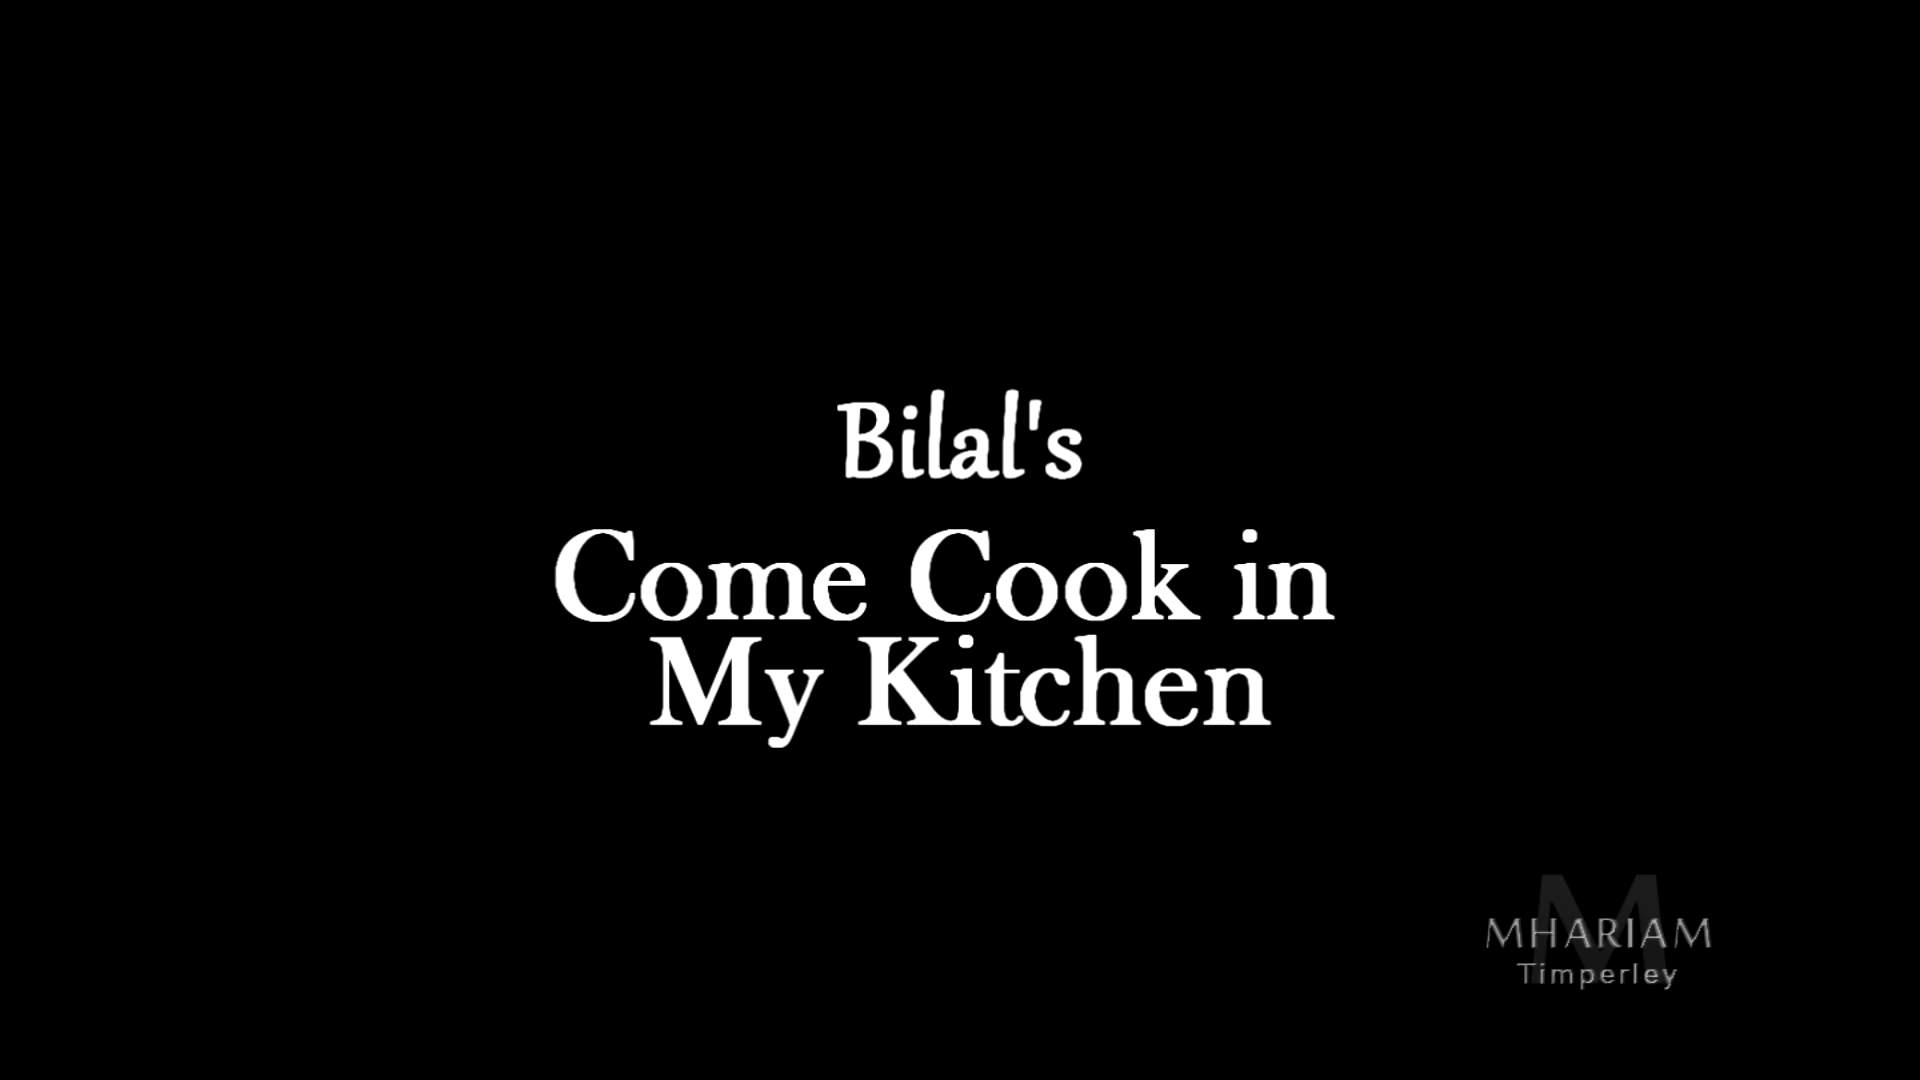 Bilal's
Come Cook in
My Kitchen
M
MHARIAM
Timperley